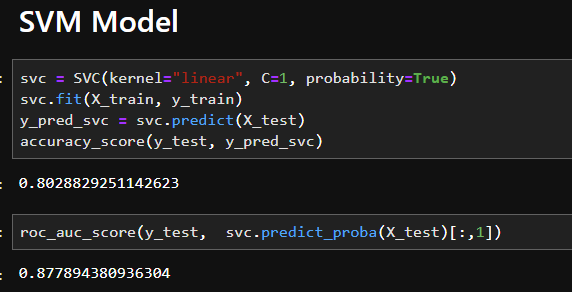 SVM Model
svc = SVC(kernel="linear", C=1, probability=True)
svc.fit(X_train, y_train)
y_pred_svc = svc.predict(X_test)
accuracy_score(y_test, y_pred_svc)
0.8028829251142623
roc_auc_score(y_test,  svc.predict_proba(X_test)[:,1])
0.877894380936304